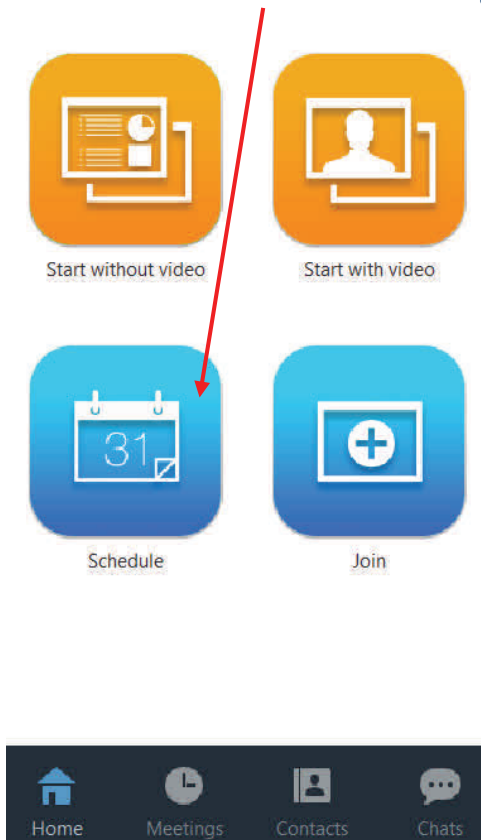 Start without video
Start with video
31
Schedule
Join
Home
Meetings
Contacts
Chats